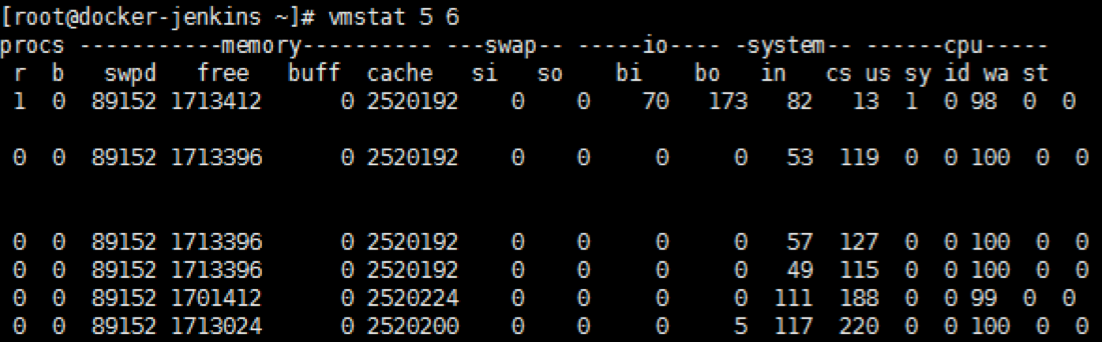 [root@docker-jenkins ~]# vmstat 5 6
procs -----------memory---------- ---swap-- -----io---- -system-- ------cpu-----
 r  b   swpd   free   buff  cache   si   so    bi    bo   in   cs us sy id wa st
 1  0  89152 1713412      0 2520192    0    0    70   173   82   13  1  0 98  0  0
 0  0  89152 1713396      0 2520192    0    0     0     0   53  119  0  0 100  0  0
 0  0  89152 1713396      0 2520192    0    0     0     0   57  127  0  0 100  0  0
 0  0  89152 1713396      0 2520192    0    0     0     0   49  115  0  0 100  0  0
 0  0  89152 1701412      0 2520224    0    0     0     0  111  188  0  0 99  0  0
 0  0  89152 1713024      0 2520200    0    0     0     5  117  220  0  0 100  0  0